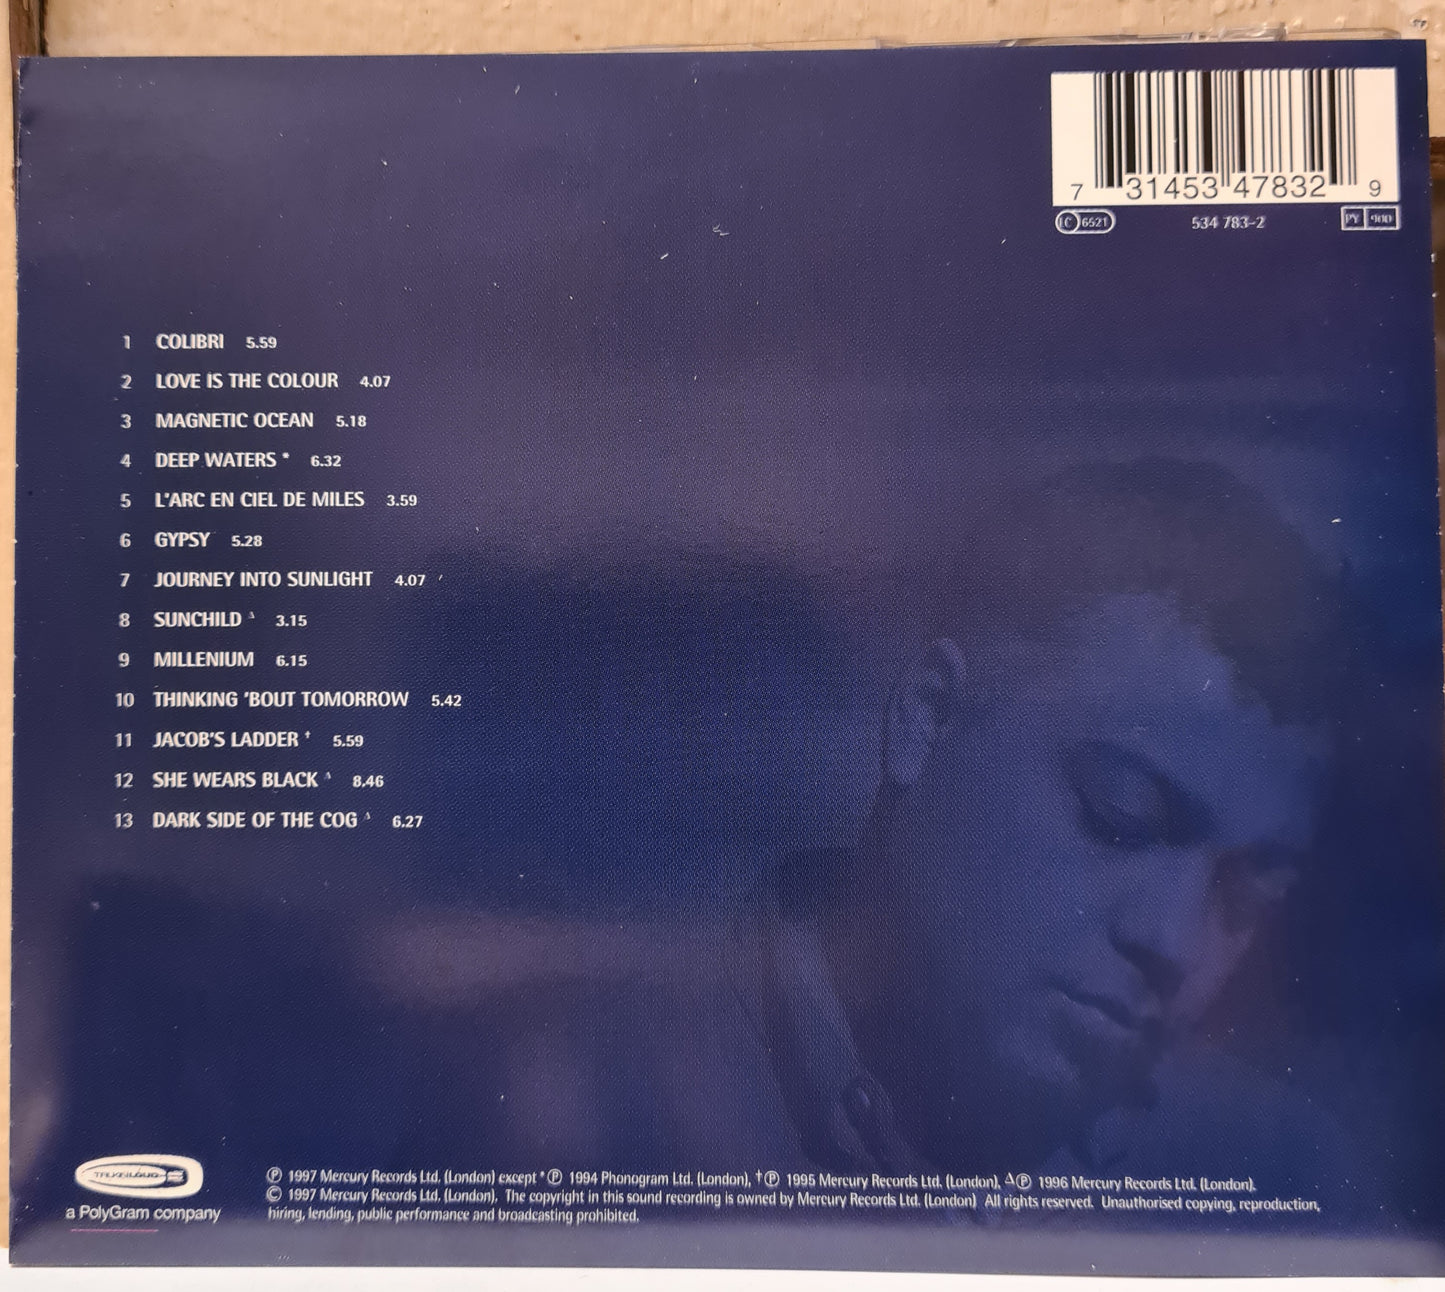 7 31453 47832 9
LC 6521 534 783-2 PY 900
1 COLIBRI 5.59
2 LOVE IS THE COLOUR 4.07
3 MAGNETIC OCEAN 5.18
4 DEEP WATERS * 6.32
5 L'ARC EN CIEL DE MILES 3.59
6 GYPSY 5.28
7 JOURNEY INTO SUNLIGHT 4.07
8 SUNCHILD Δ 3.15
9 MILLENIUM 6.15
10 THINKING 'BOUT TOMORROW 5.42
11 JACOB'S LADDER † 5.59
12 SHE WEARS BLACK Δ 8.46
13 DARK SIDE OF THE COG Δ 6.27
TALKIN LOUD
a PolyGram company
℗ 1997 Mercury Records Ltd. (London) except * ℗ 1994 Phonogram Ltd. (London), † ℗ 1995 Mercury Records Ltd. (London), Δ ℗ 1996 Mercury Records Ltd. (London).
© 1997 Mercury Records Ltd. (London). The copyright in this sound recording is owned by Mercury Records Ltd. (London) All rights reserved. Unauthorised copying, reproduction,
hiring, lending, public performance and broadcasting prohibited.